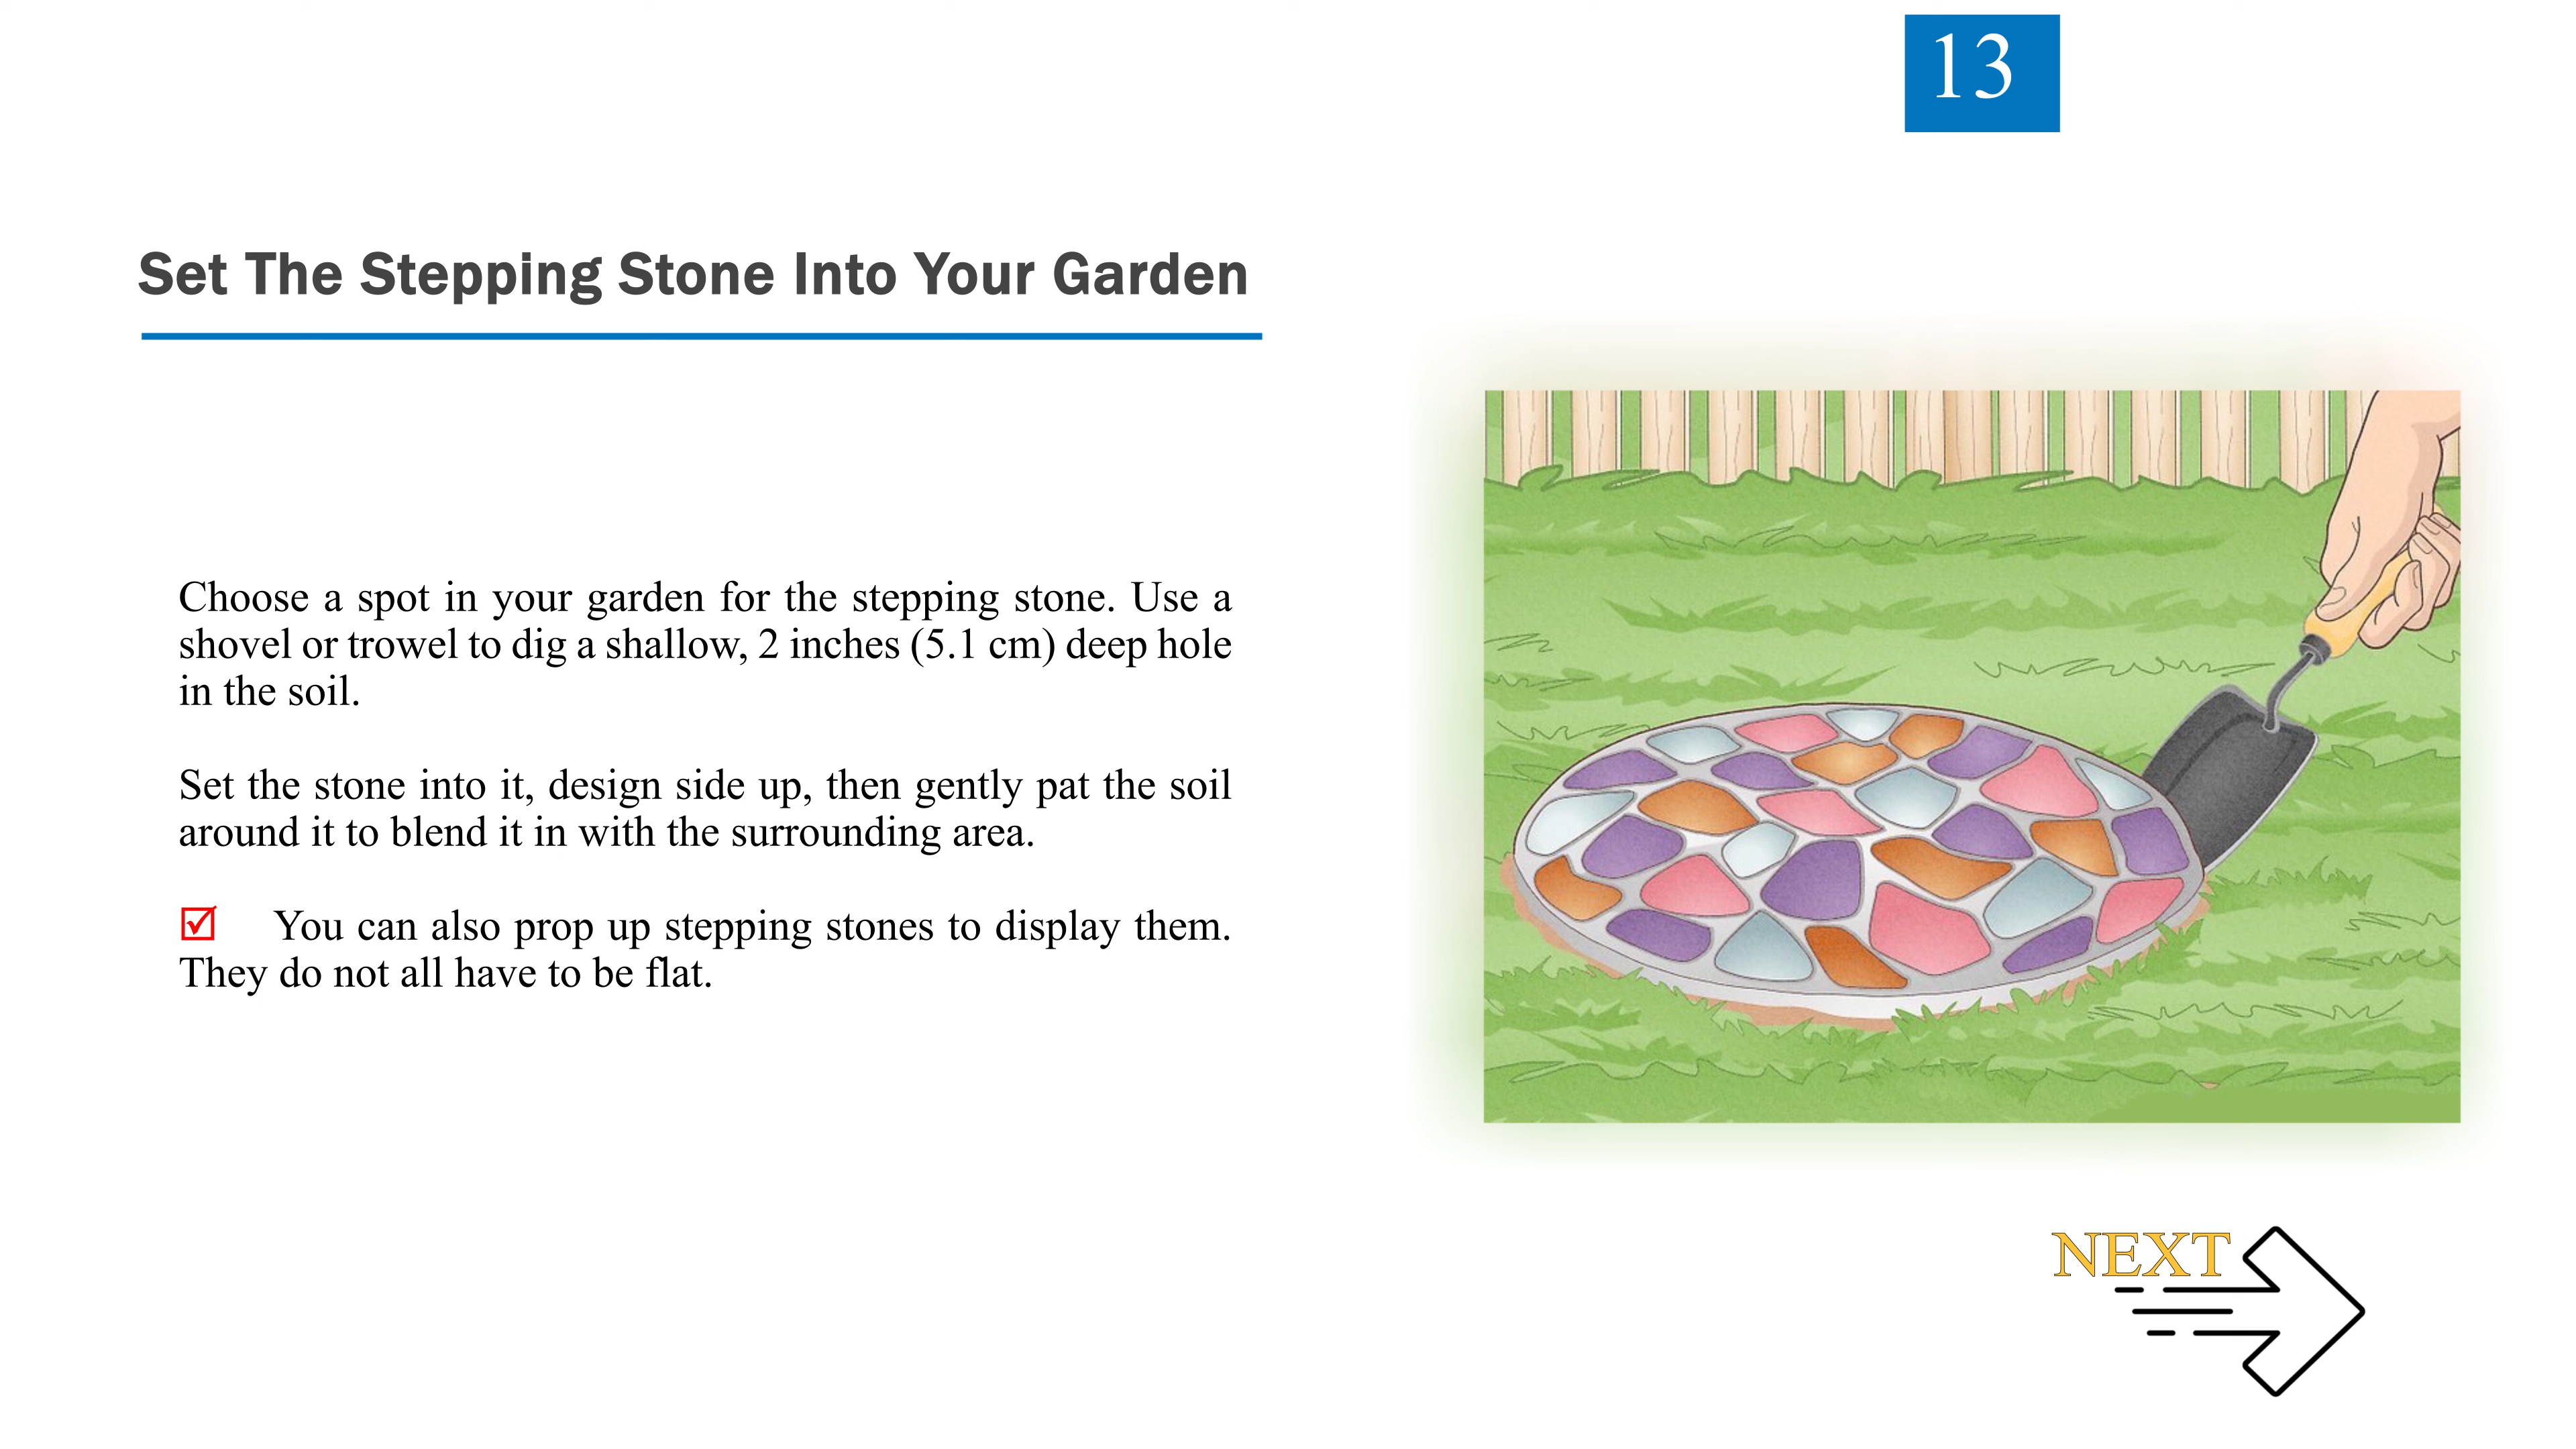 13
Set The Stepping Stone Into Your Garden
Choose a spot in your garden for the stepping stone. Use a
shovel or trowel to dig a shallow, 2 inches (5.1 cm) deep hole
in the soil.
Set the stone into it, design side up, then gently pat the soil
around it to blend it in with the surrounding area.
☑ You can also prop up stepping stones to display them.
They do not all have to be flat.
NEXT